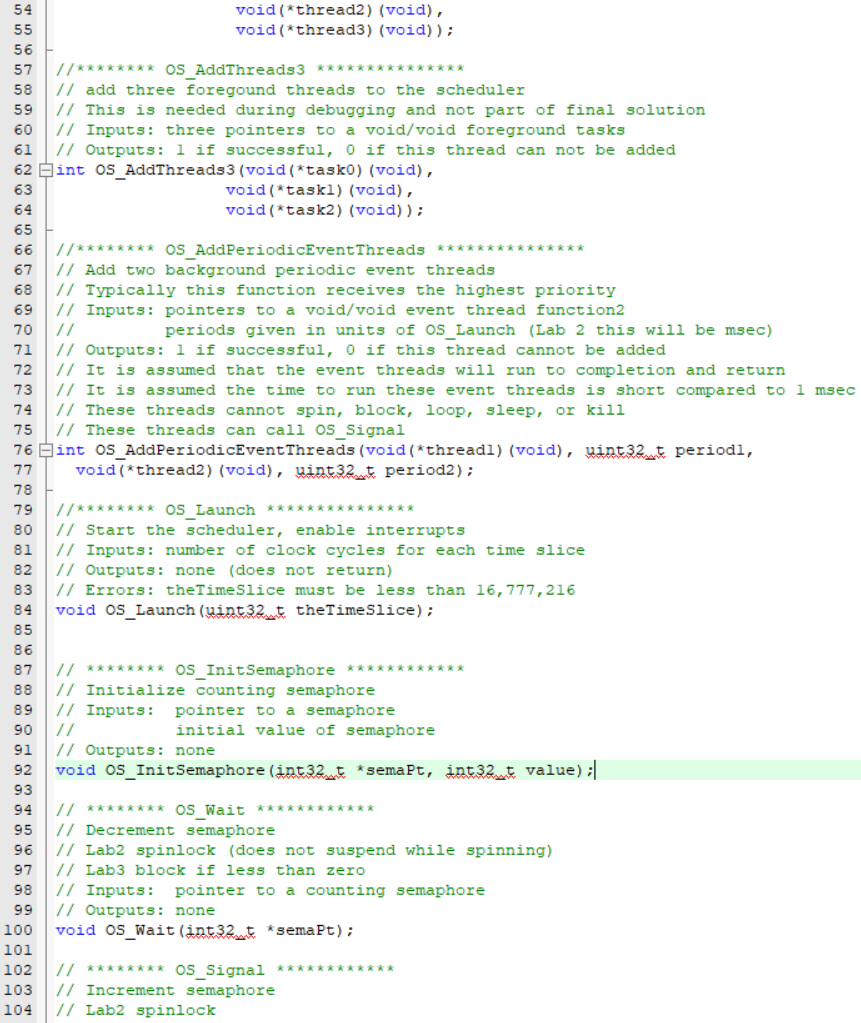 54                   void(*thread2)(void),
55                   void(*thread3)(void));
56
57 //******** OS_AddThreads3 ***************
58 // add three foregound threads to the scheduler
59 // This is needed during debugging and not part of final solution
60 // Inputs: three pointers to a void/void foreground tasks
61 // Outputs: 1 if successful, 0 if this thread can not be added
62 int OS_AddThreads3(void(*task0)(void),
63                  void(*task1)(void),
64                  void(*task2)(void));
65
66 //******** OS_AddPeriodicEventThreads ***************
67 // Add two background periodic event threads
68 // Typically this function receives the highest priority
69 // Inputs: pointers to a void/void event thread function2
70 //         periods given in units of OS_Launch (Lab 2 this will be msec)
71 // Outputs: 1 if successful, 0 if this thread cannot be added
72 // It is assumed that the event threads will run to completion and return
73 // It is assumed the time to run these event threads is short compared to 1 msec
74 // These threads cannot spin, block, loop, sleep, or kill
75 // These threads can call OS_Signal
76 int OS_AddPeriodicEventThreads(void(*thread1)(void), uint32_t period1,
77   void(*thread2)(void), uint32_t period2);
78
79 //******** OS_Launch ***************
80 // Start the scheduler, enable interrupts
81 // Inputs: number of clock cycles for each time slice
82 // Outputs: none (does not return)
83 // Errors: theTimeSlice must be less than 16,777,216
84 void OS_Launch(uint32_t theTimeSlice);
85
86
87 // ******** OS_InitSemaphore ************
88 // Initialize counting semaphore
89 // Inputs:  pointer to a semaphore
90 //          initial value of semaphore
91 // Outputs: none
92 void OS_InitSemaphore(int32_t *semaPt, int32_t value);
93
94 // ******** OS_Wait ************
95 // Decrement semaphore
96 // Lab2 spinlock (does not suspend while spinning)
97 // Lab3 block if less than zero
98 // Inputs:  pointer to a counting semaphore
99 // Outputs: none
100 void OS_Wait(int32_t *semaPt);
101
102 // ******** OS_Signal ************
103 // Increment semaphore
104 // Lab2 spinlock